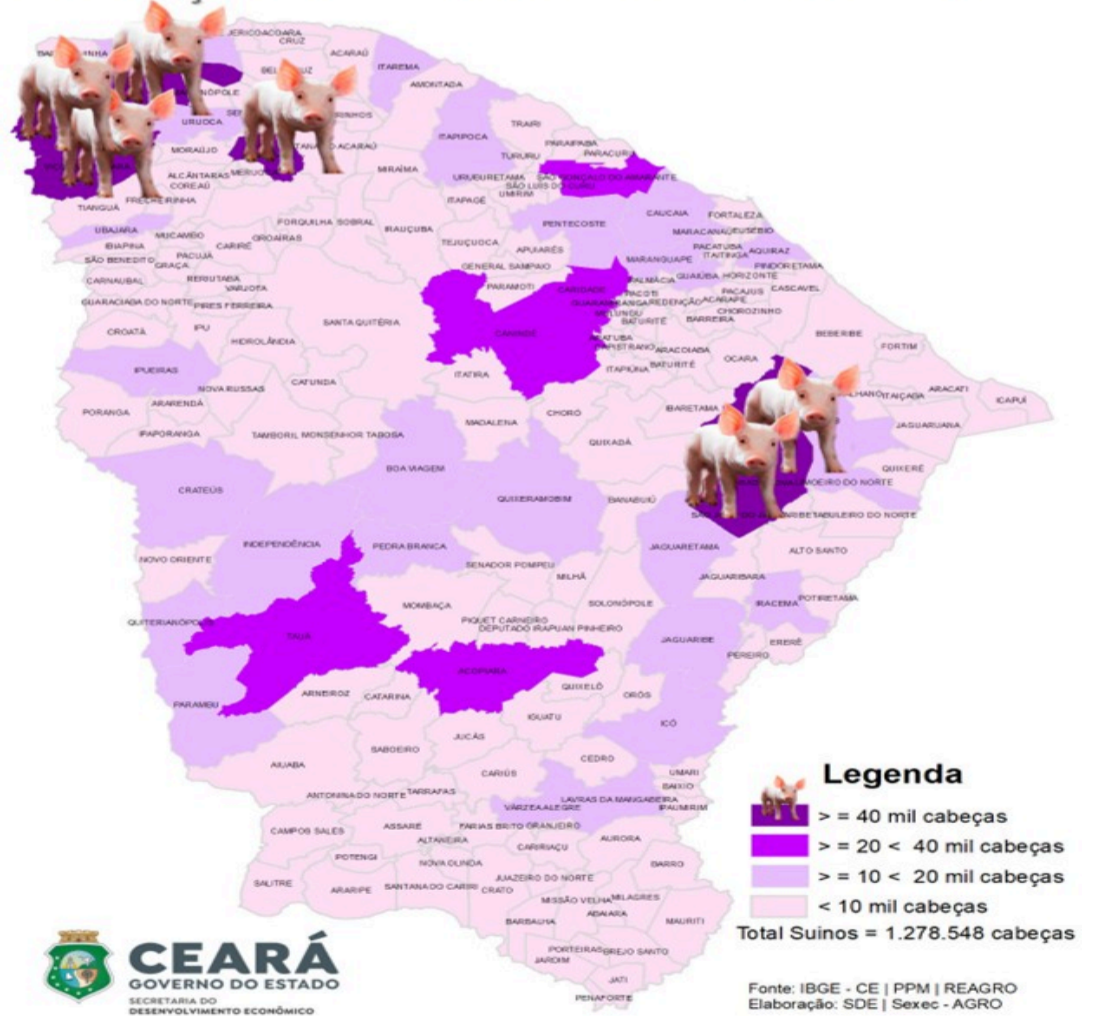 JERICOACOARA
CRUZ
ACARAÚ
ITAREMA
AMONTADA
URUOCA
ITAPIPOCA
TRAIRI
PARAIPABA
PARACURU
MORAÚJO
TURURU
MIRAÍMA
ALCÂNTARAS
COREAÚ
URUBURETAMA
SÃO GONÇALO DO AMARANTE
SÃO LUIS DO CURU
UMIRIM
ITAPAGÉ
TIANGUÁ
FRECHEIRINHA
UBAJARA
MUCAMBO
FORQUILHA
SOBRAL
IRAUÇUBA
PENTECOSTE
CAUCAIA
FORTALEZA
MARACANAÚ
EUSÉBIO
IBIAPINA
CARIRÉ
GROAÍRAS
TEJUÇUOCA
APUIARÉS
PACATUBA
AQUIRAZ
ITAITINGA
SÃO BENEDITO
PACUJÁ
GRAÇA
GENERAL SAMPAIO
MARANGUAPE
PINDORETAMA
CARNAUBAL
RERIUTABA
VARJOTA
PARAMOTI
CARIDADE
PALMÁCIA
GUAIÚBA
HORIZONTE
GUARACIABA DO NORTE
PIRES FERREIRA
PACOTI
REDENÇÃO
ACARAPE
PACAJUS
CASCAVEL
CHOROZINHO
CROATÁ
IPU
SANTA QUITÉRIA
CANINDÉ
BATURITÉ
BARREIRA
BEBERIBE
HIDROLÂNDIA
CAPISTRANO
ARACOIABA
FORTIM
IPUEIRAS
ITATIRA
ITAPIÚNA
BATURITÉ
OCARA
NOVA RUSSAS
CATUNDA
ARARENDÁ
ITAIÇABA
ARACATI
ICAPUÍ
PORANGA
CHORÓ
IBARETAMA
IPAPORANGA
TAMBORIL
MONSENHOR TABOSA
MADALENA
JAGUARUANA
QUIXADÁ
BOA VIAGEM
QUIXERÉ
CRATEÚS
QUIXERAMOBIM
BANABUIÚ
LIMOEIRO DO NORTE
TABULEIRO DO NORTE
INDEPENDÊNCIA
PEDRA BRANCA
JAGUARETAMA
ALTO SANTO
NOVO ORIENTE
SENADOR POMPEU
MILHÃ
JAGUARIBARA
MOMBAÇA
SOLONÓPOLE
IRACEMA
POTIRETAMA
QUITERIANÓPOLIS
TAUÁ
PIQUET CARNEIRO
DEPUTADO IRAPUAN PINHEIRO
JAGUARIBE
ERERÊ
PEREIRO
ACOPIARA
PARAMBU
ARNEIROZ
CATARINA
QUIXELÔ
ORÓS
IGUATU
ICÓ
JUCÁS
SABOEIRO
AIUABA
CARIÚS
CEDRO
UMARI
BAIXIO
ANTONINA DO NORTE
TARRAFAS
LAVRAS DA MANGABEIRA
VÁRZEA ALEGRE
IPAUMIRIM
CAMPOS SALES
ASSARÉ
FARIAS BRITO
GRANJEIRO
ALTANEIRA
CARIRIAÇU
AURORA
POTENGI
NOVA OLINDA
BARRO
SALITRE
ARARIPE
SANTANA DO CARIRI
CRATO
JUAZEIRO DO NORTE
MISSÃO VELHA
MILAGRES
ABAIARA
BARBALHA
MAURITI
PORTEIRAS
BREJO SANTO
JARDIM
JATI
PENAFORTE
Legenda
> = 40 mil cabeças
> = 20 < 40 mil cabeças
> = 10 < 20 mil cabeças
< 10 mil cabeças
Total Suinos = 1.278.548 cabeças
CEARÁ
GOVERNO DO ESTADO
SECRETARIA DO
DESENVOLVIMENTO ECONÔMICO
Fonte: IBGE - CE | PPM | REAGRO
Elaboração: SDE | Sexec - AGRO